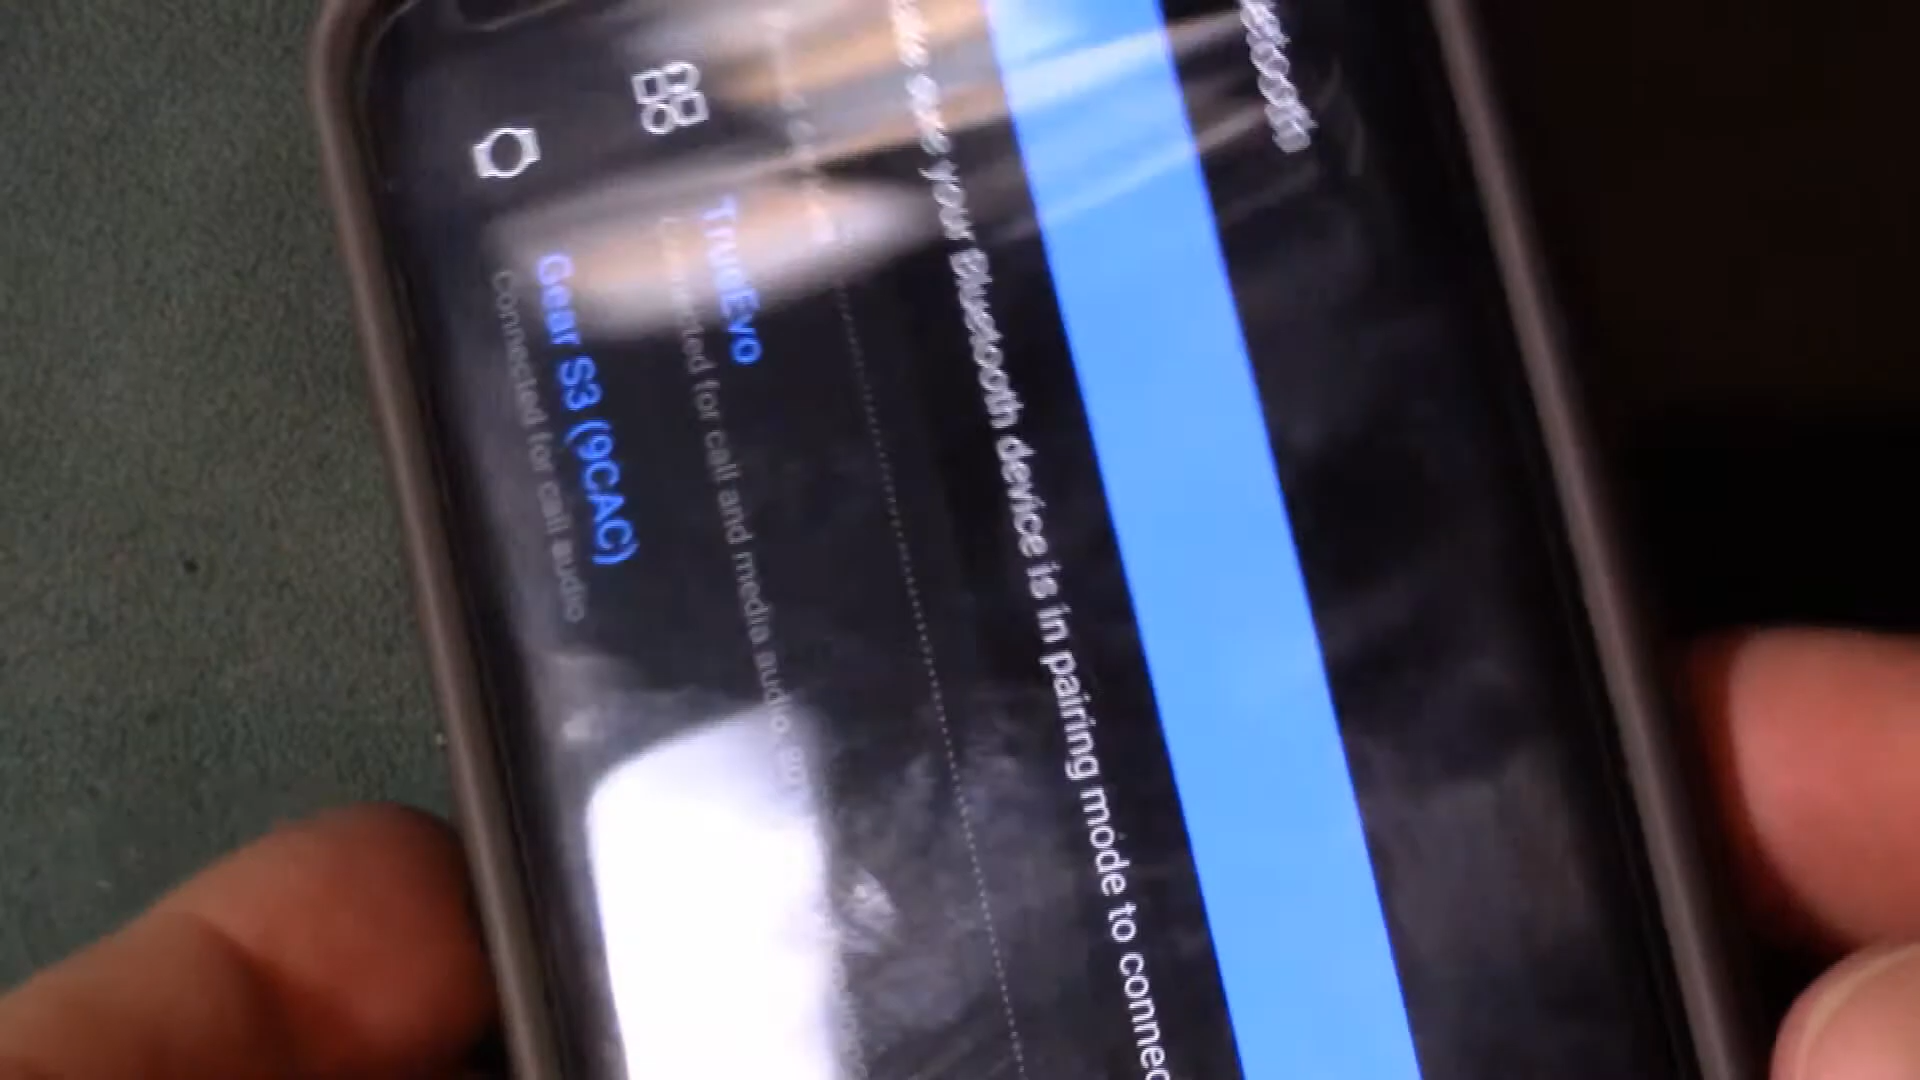 Bluetooth
sure your Bluetooth device is in pairing mode to connec
TrueEvo
Connected for call and media audio
Gear S3 (9CAC)
Connected for call audio